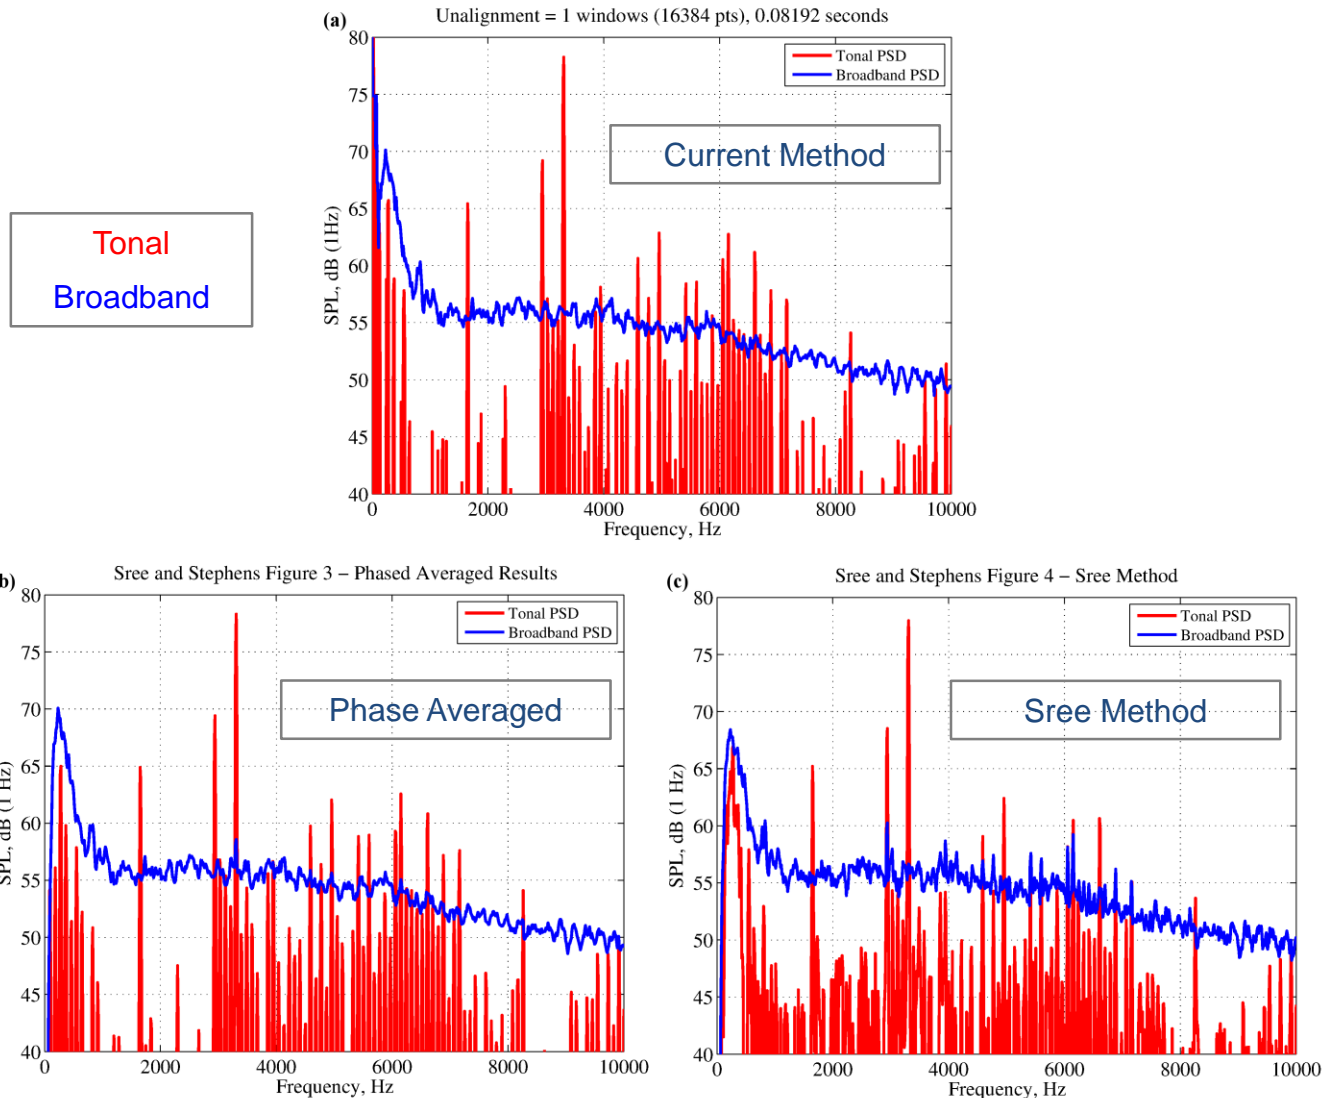 (a) Unalignment = 1 windows (16384 pts), 0.08192 seconds
80
75
70
65
60
55
50
45
40
SPL, dB (1Hz)
Tonal PSD
Broadband PSD
Current Method
0 2000 4000 6000 8000 10000
Frequency, Hz
Tonal
Broadband
b) Sree and Stephens Figure 3 − Phased Averaged Results
80
75
70
65
60
55
50
45
40
SPL, dB (1 Hz)
Tonal PSD
Broadband PSD
Phase Averaged
0 2000 4000 6000 8000 10000
Frequency, Hz
(c) Sree and Stephens Figure 4 − Sree Method
80
75
70
65
60
55
50
45
40
SPL, dB (1 Hz)
Tonal PSD
Broadband PSD
Sree Method
0 2000 4000 6000 8000 10000
Frequency, Hz